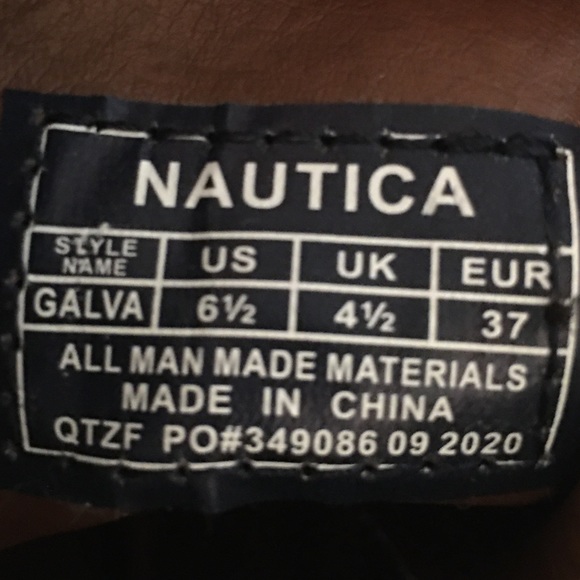 NAUTICA
STYLE NAME US UK EUR
GALVA 6½ 4½ 37
ALL MAN MADE MATERIALS
MADE IN CHINA
QTZF PO#349086 09 2020